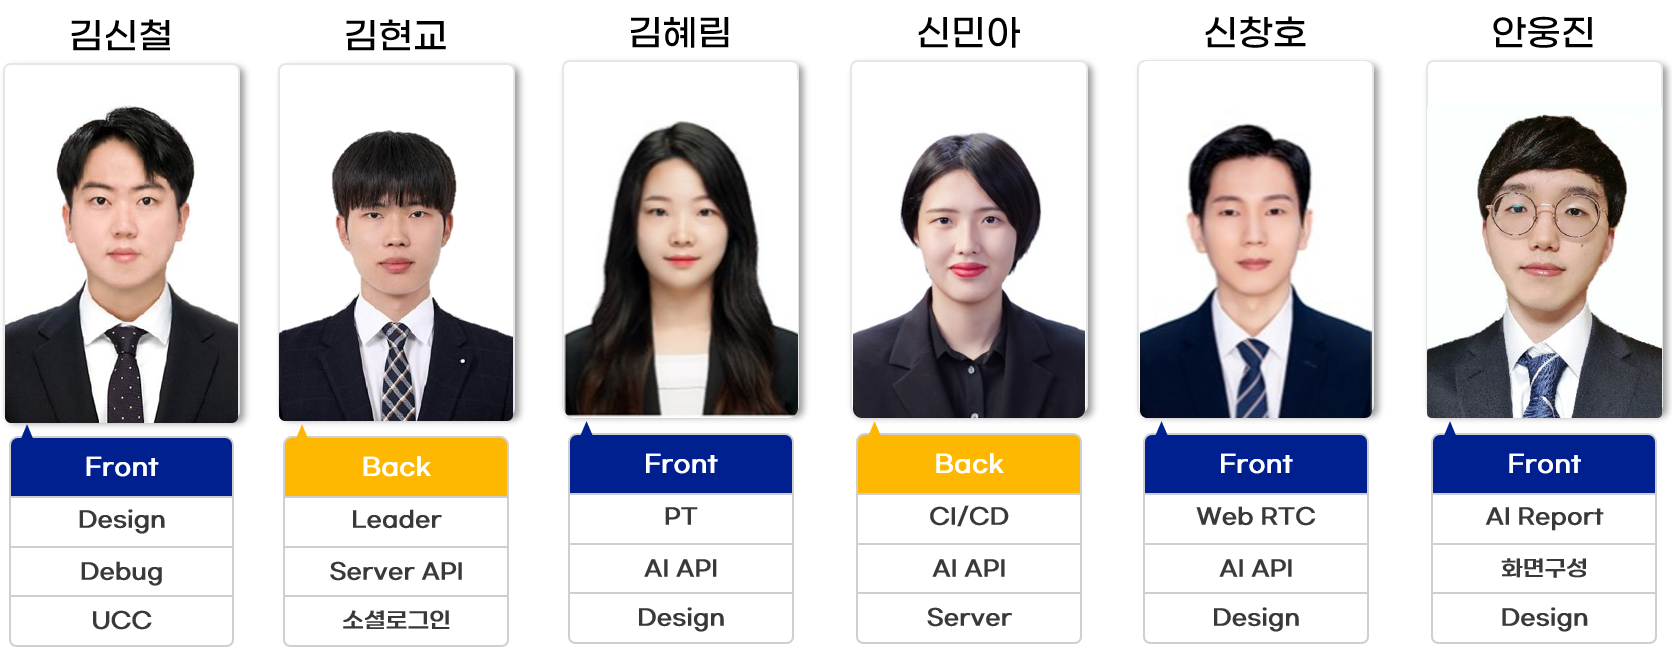 김신철
김현교
김혜림
신민아
신창호
안웅진
Front
Design
Debug
UCC
Back
Leader
Server API
소셜로그인
Front
PT
AI API
Design
Back
CI/CD
AI API
Server
Front
Web RTC
AI API
Design
Front
AI Report
화면구성
Design